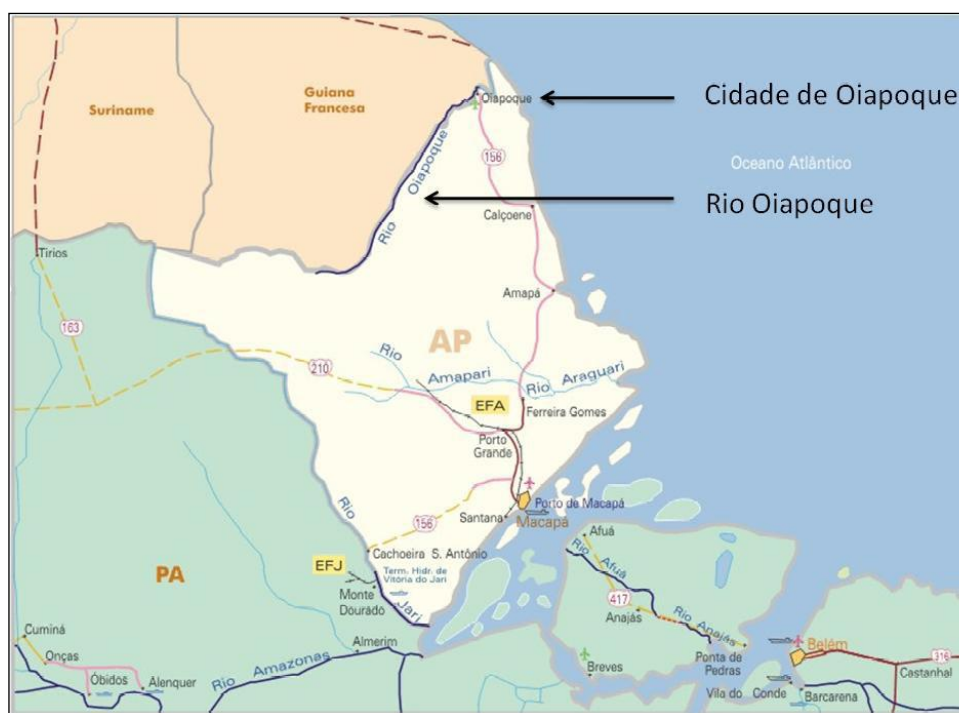 Suriname
Guiana
Francesa
Oiapoque
Cidade de Oiapoque
156
Oceano Atlântico
Rio Oiapoque
Rio Oiapoque
Calçoene
Tirios
Amapá
163
AP
210
Rio
Amapari
Rio Araguari
EFA
Ferreira Gomes
Porto
Grande
Porto de Macapá
Santana
Macapá
156
Rio
Jari
Cachoeira S. Antônio
EFJ
Term. Hidr. de
Vitória do Jari
Monte
Dourado
PA
Afuá
Rio Afuá
417
Anajás
Rio Anajás
Cuminá
Onças
Óbidos
Alenquer
Almerim
Rio Amazonas
Breves
Ponta de
Pedras
Belém
316
Castanhal
Vila do Conde
Barcarena